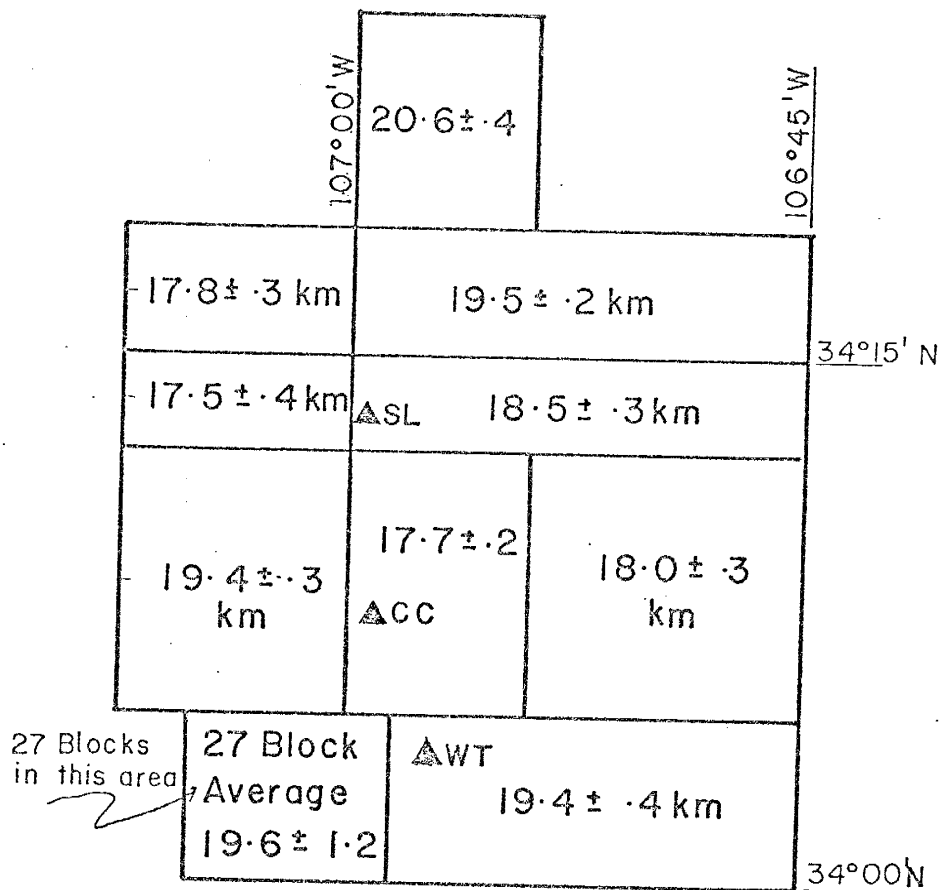 107°00'W
20.6 ± .4
106°45'W
17.8 ± .3 km
19.5 ± .2 km
34°15' N
17.5 ± .4 km
SL
18.5 ± .3 km
19.4 ± .3
km
17.7 ± .2
CC
18.0 ± .3
km
27 Blocks
in this area
27 Block
Average
19.6 ± 1.2
WT
19.4 ± .4 km
34°00'N